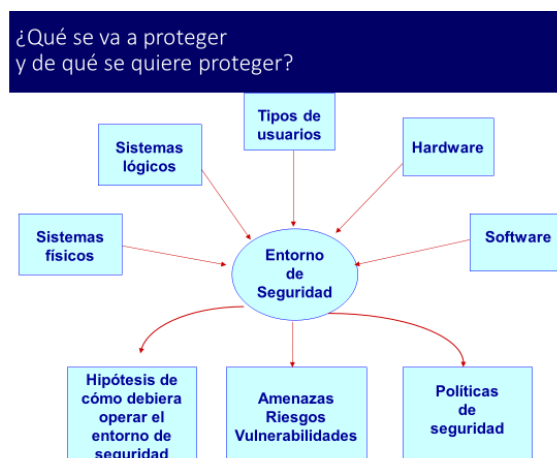 ¿Qué se va a proteger
y de qué se quiere proteger?
Tipos de
usuarios
Sistemas
lógicos
Hardware
Sistemas
físicos
Software
Entorno
de
Seguridad
Hipótesis de
cómo debiera
operar el
entorno de
seguridad
Amenazas
Riesgos
Vulnerabilidades
Políticas
de
seguridad